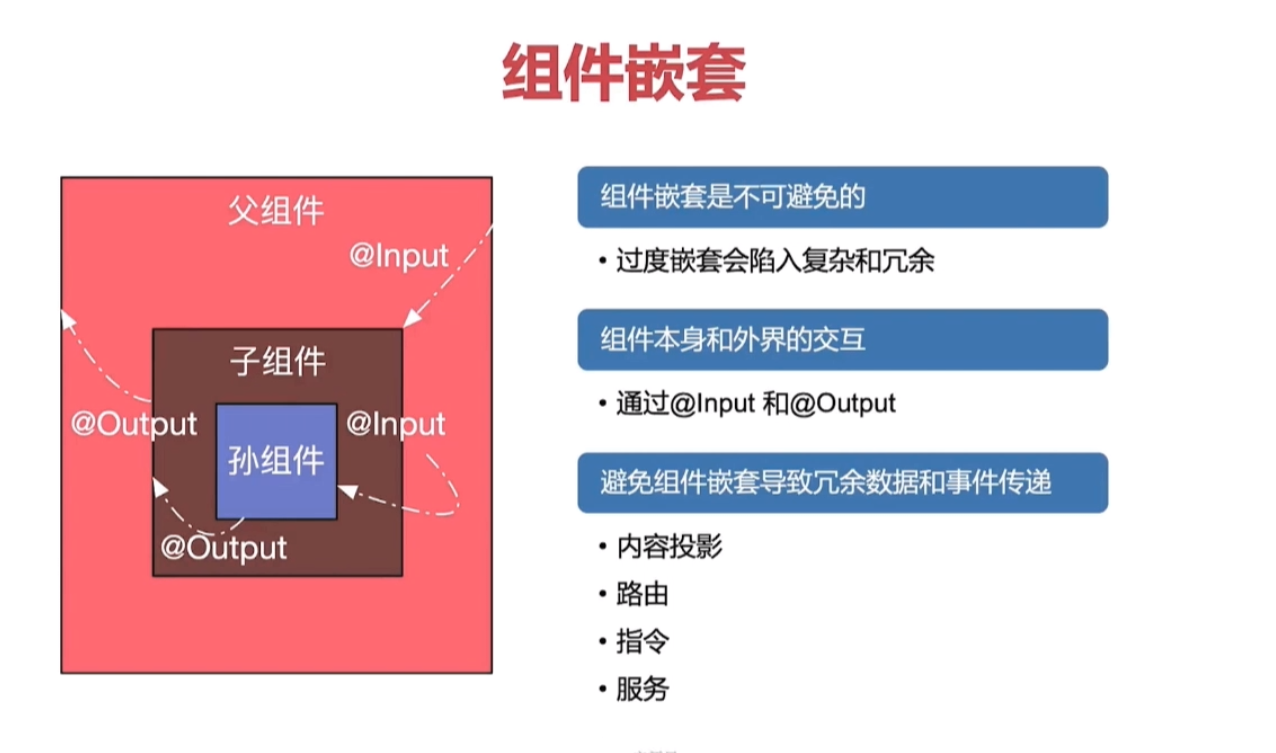 组件嵌套
父组件
@Input
子组件
@Output
@Input
孙组件
@Output
组件嵌套是不可避免的
• 过度嵌套会陷入复杂和冗余
组件本身和外界的交互
• 通过@Input 和@Output
避免组件嵌套导致冗余数据和事件传递
• 内容投影
• 路由
• 指令
• 服务